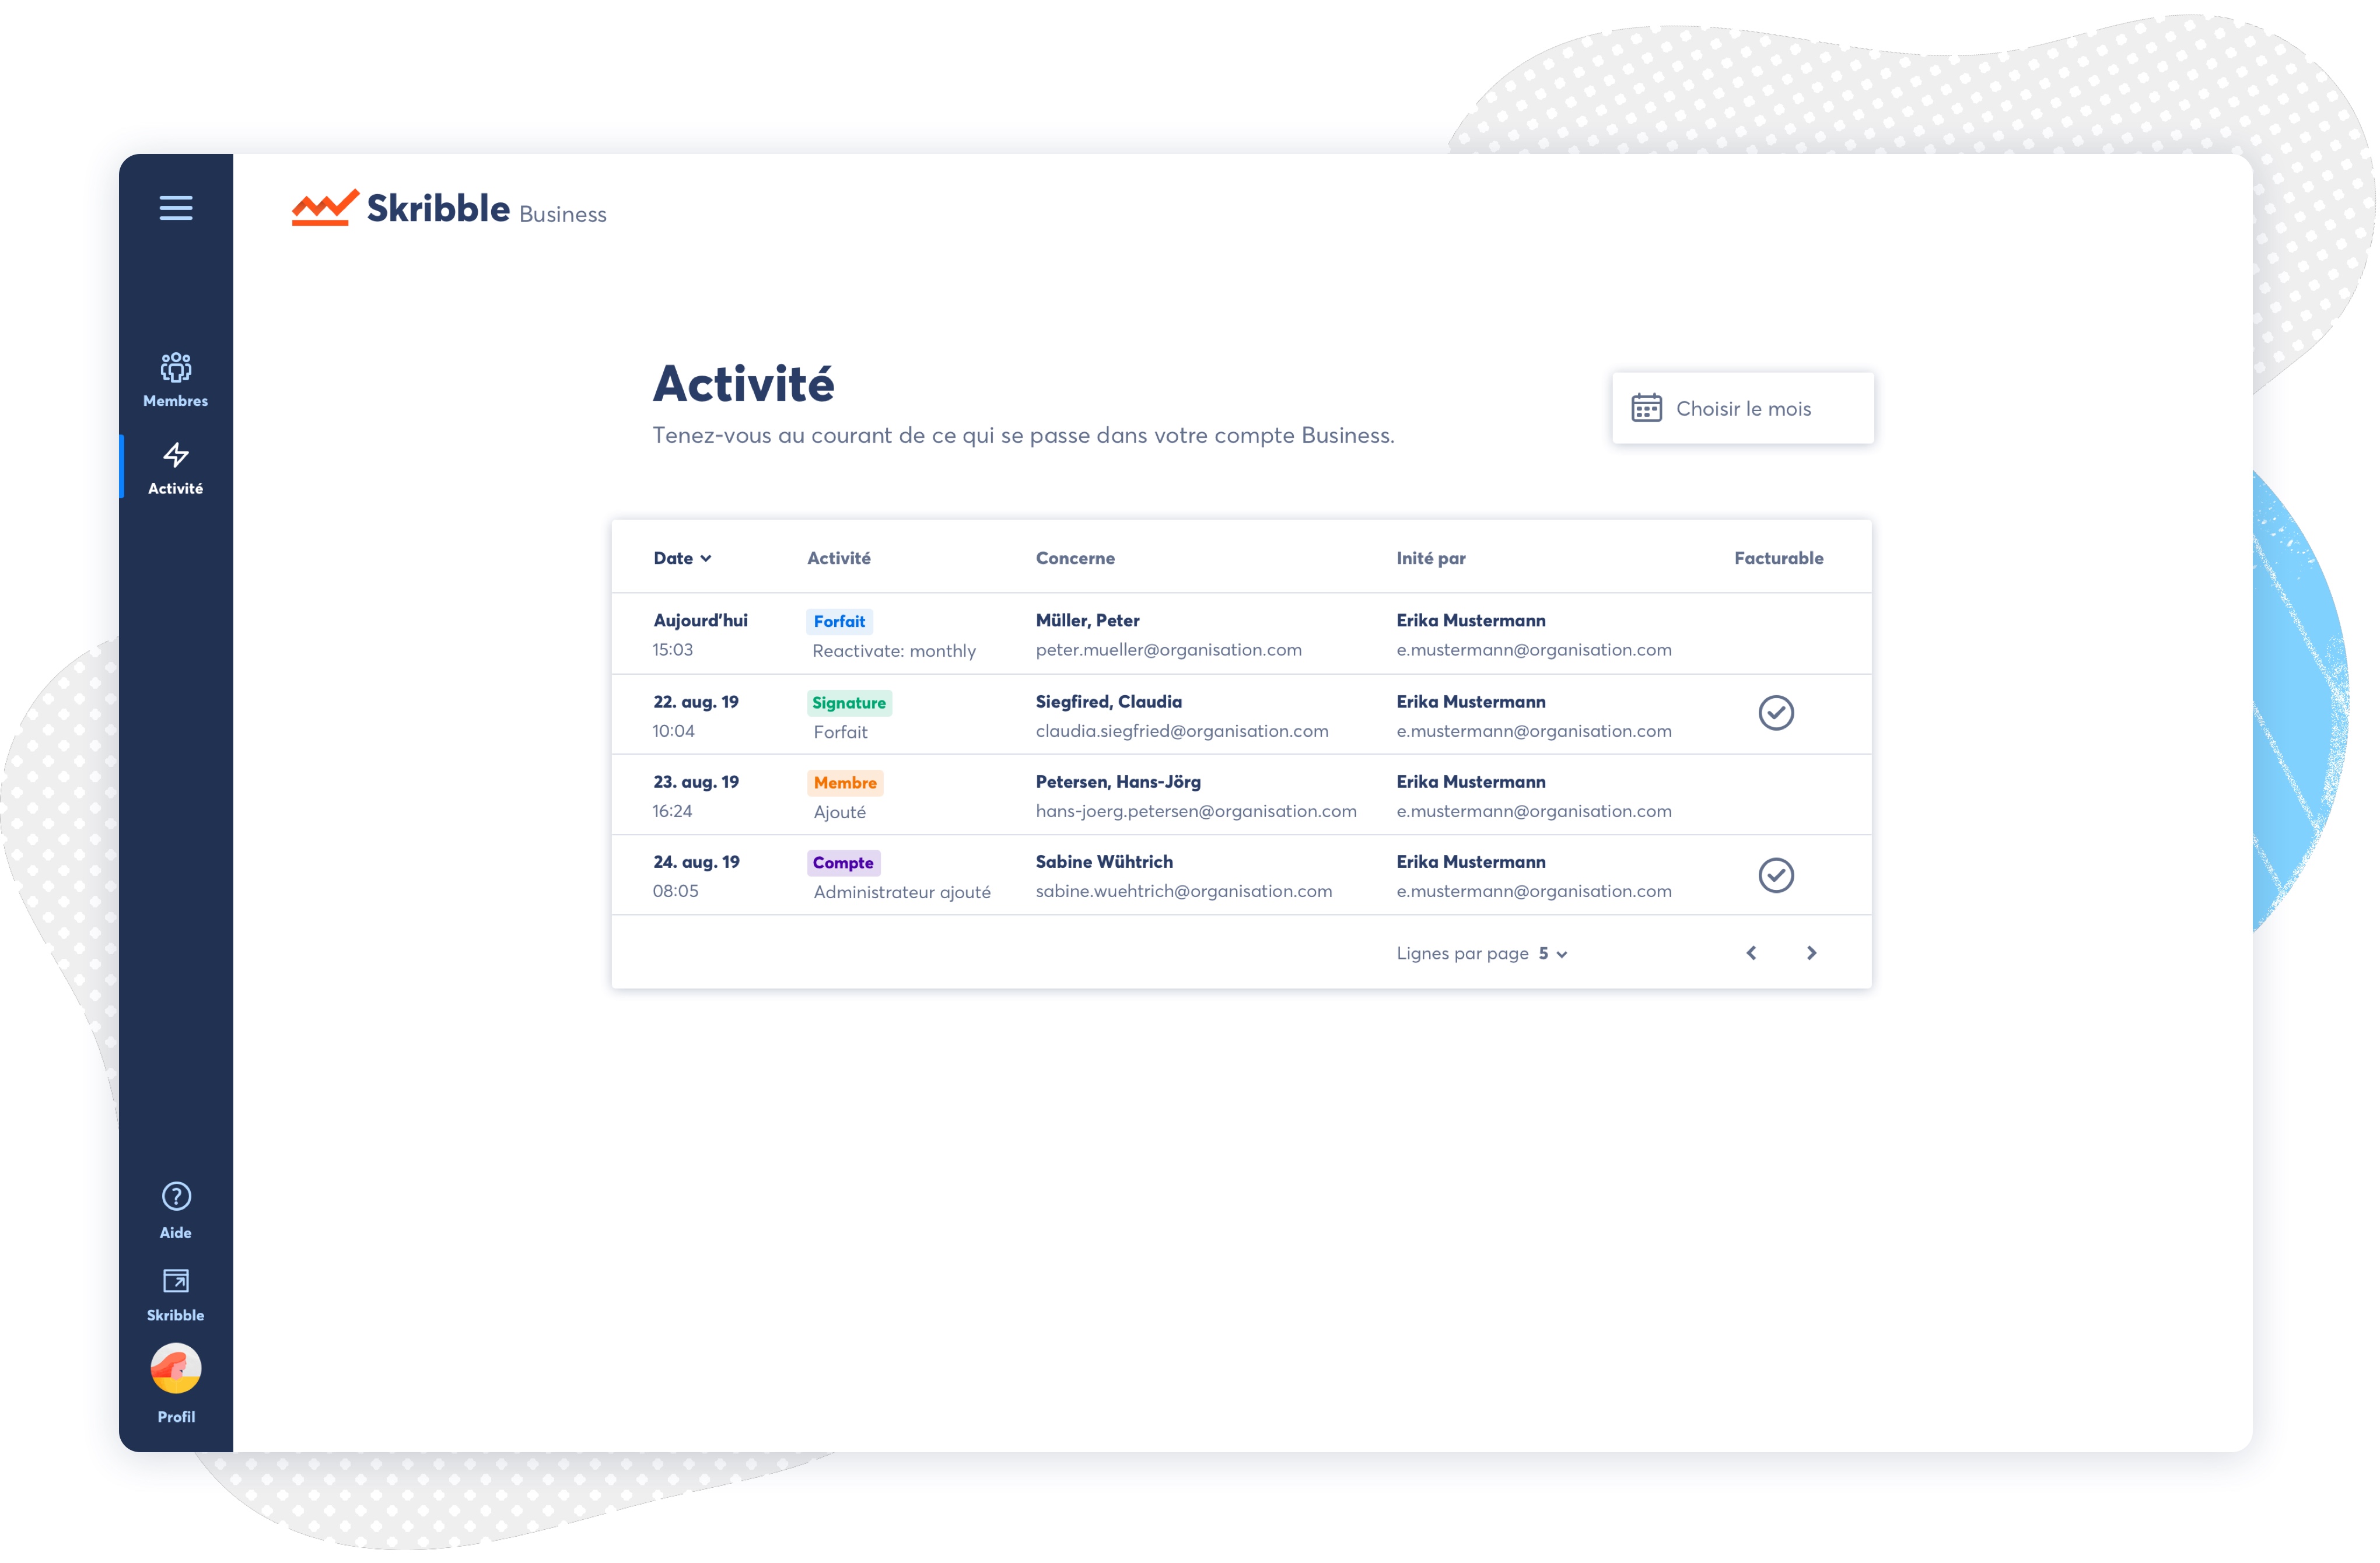 Skribble Business
Membres
Activité
Aide
Skribble
Profil
Activité
Tenez-vous au courant de ce qui se passe dans votre compte Business.
Choisir le mois
Date Activité Concerne Inité par Facturable
Aujourd'hui Forfait Müller, Peter Erika Mustermann
15:03 Reactivate: monthly peter.mueller@organisation.com e.mustermann@organisation.com
22. aug. 19 Signature Siegfired, Claudia Erika Mustermann
10:04 Forfait claudia.siegfried@organisation.com e.mustermann@organisation.com
23. aug. 19 Membre Petersen, Hans-Jörg Erika Mustermann
16:24 Ajouté hans-joerg.petersen@organisation.com e.mustermann@organisation.com
24. aug. 19 Compte Sabine Wühtrich Erika Mustermann
08:05 Administrateur ajouté sabine.wuehtrich@organisation.com e.mustermann@organisation.com
Lignes par page 5